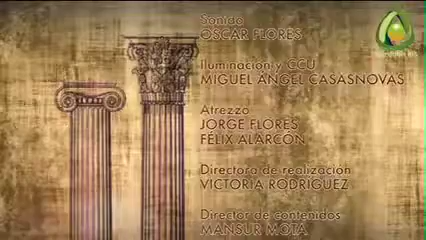 Sonido
OSCAR FLORES
Iluminación y CCU
MIGUEL ÁNGEL CASASNOVAS
Atrezzo
JORGE FLORES
FÉLIX ALARCÓN
Directora de realización
VICTORIA RODRÍGUEZ
Director de contenidos
MANSUR MOTA